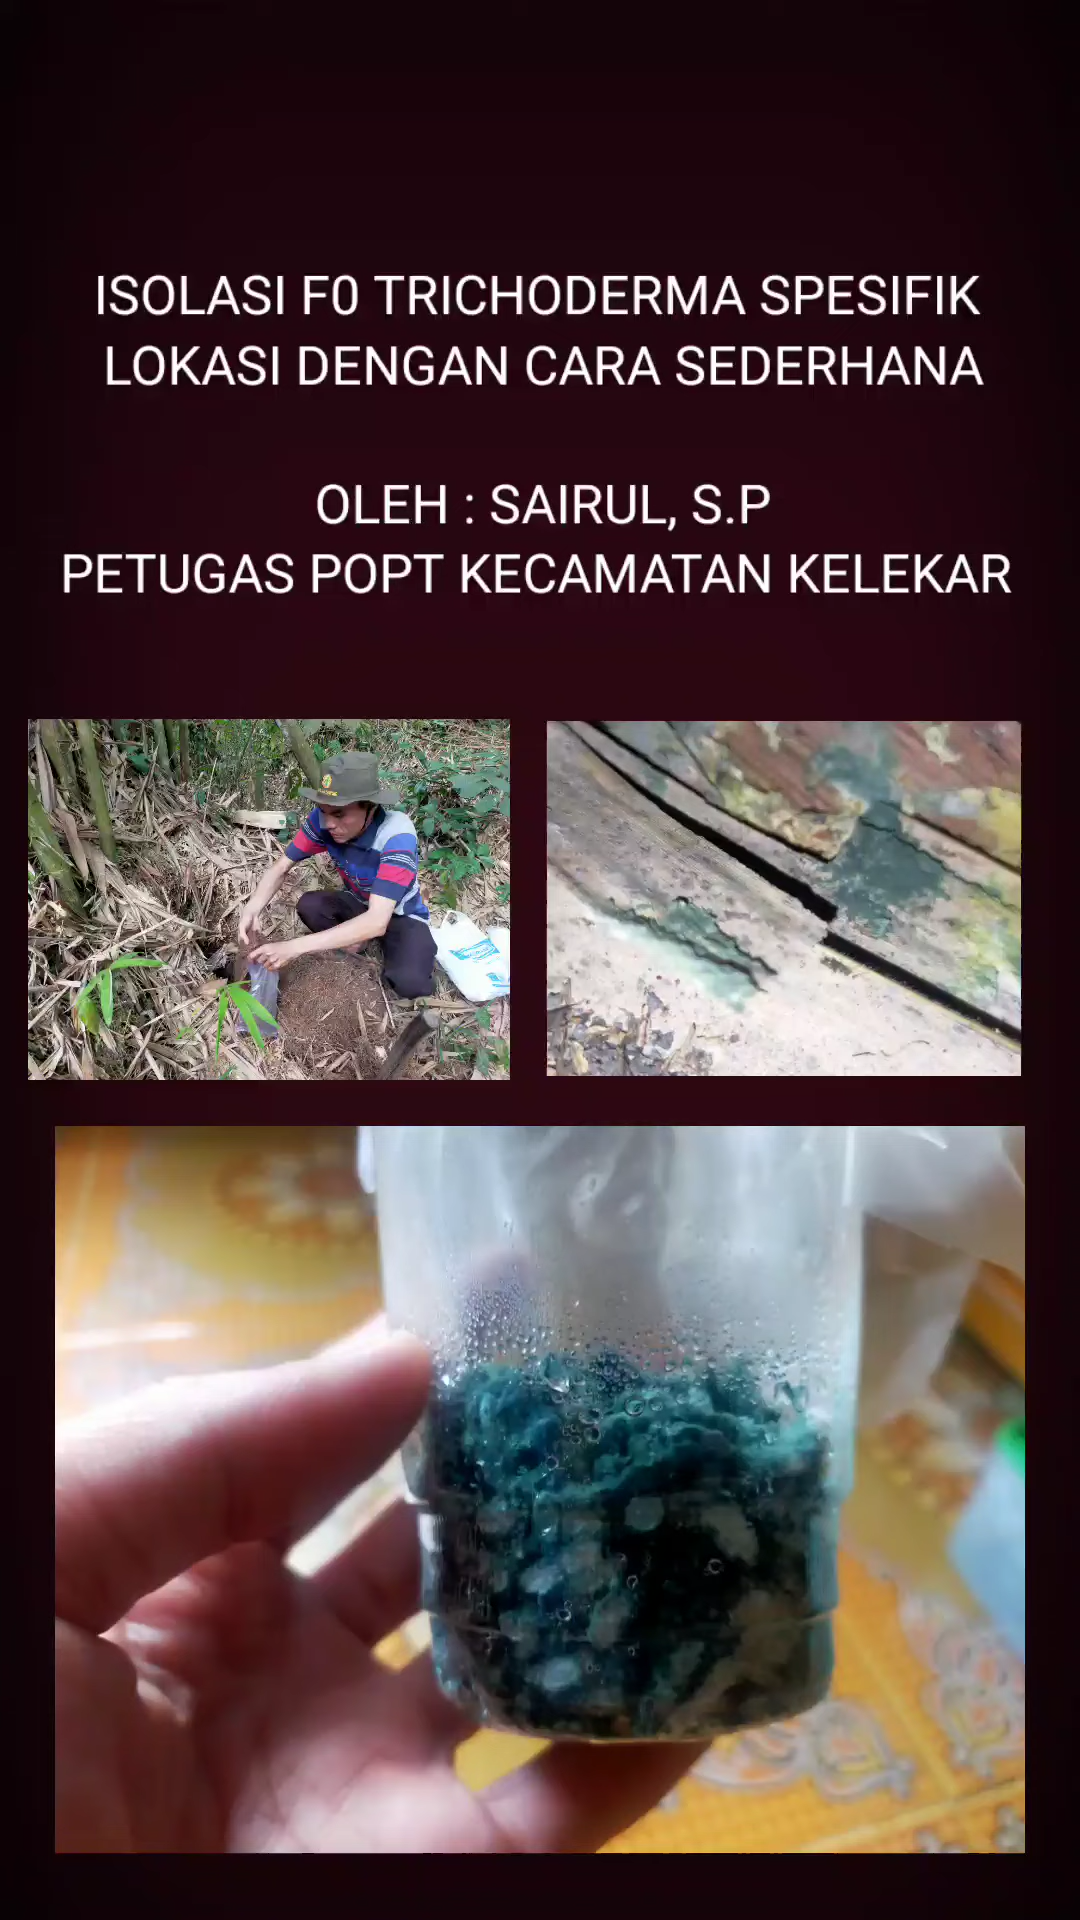 ISOLASI F0 TRICHODERMA SPESIFIK
LOKASI DENGAN CARA SEDERHANA
OLEH : SAIRUL, S.P
PETUGAS POPT KECAMATAN KELEKAR